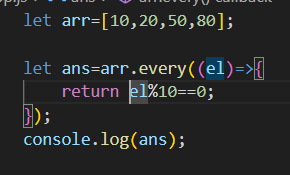 let arr=[10,20,50,80];
let ans=arr.every((el)=>{
return el%10==0;
});
console.log(ans);